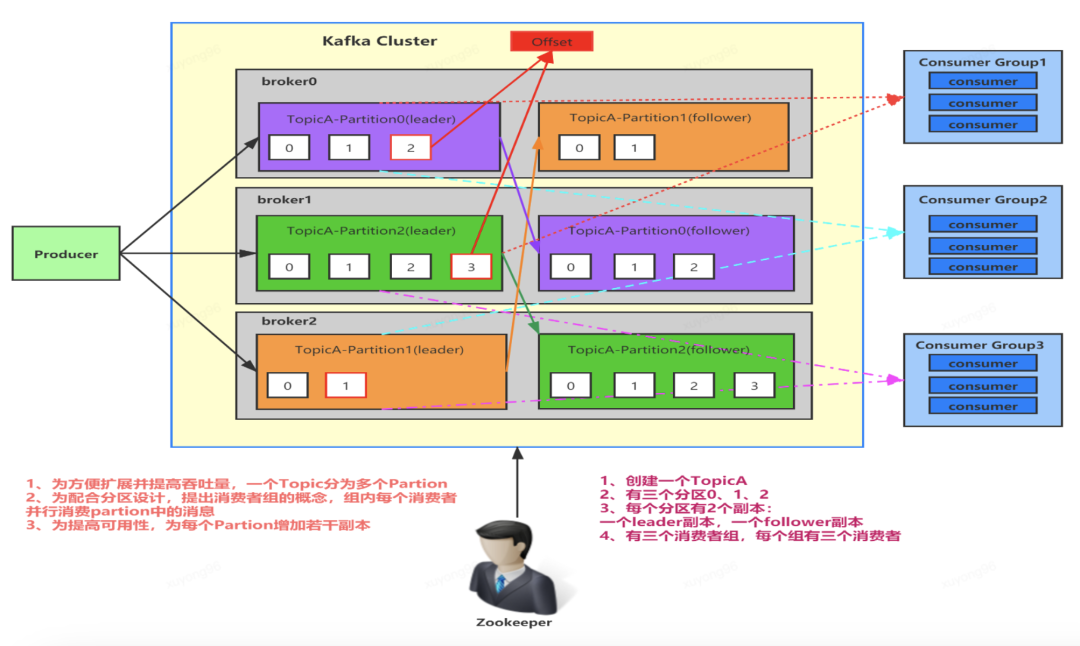 Kafka Cluster
Offset
broker0
TopicA-Partition0(leader)
0 1 2
TopicA-Partition1(follower)
0 1
broker1
TopicA-Partition2(leader)
0 1 2 3
TopicA-Partition0(follower)
0 1 2
broker2
TopicA-Partition1(leader)
0 1
TopicA-Partition2(follower)
0 1 2 3
Producer
Consumer Group1
consumer
consumer
consumer
Consumer Group2
consumer
consumer
consumer
Consumer Group3
consumer
consumer
consumer
1、为方便扩展并提高吞吐量，一个Topic分为多个Partion
2、为配合分区设计，提出消费者组的概念，组内每个消费者
并行消费partion中的消息
3、为提高可用性，为每个Partion增加若干副本
1、创建一个TopicA
2、有三个分区0、1、2
3、每个分区有2个副本：
一个leader副本，一个follower副本
4、有三个消费者组，每个组有三个消费者
Zookeeper